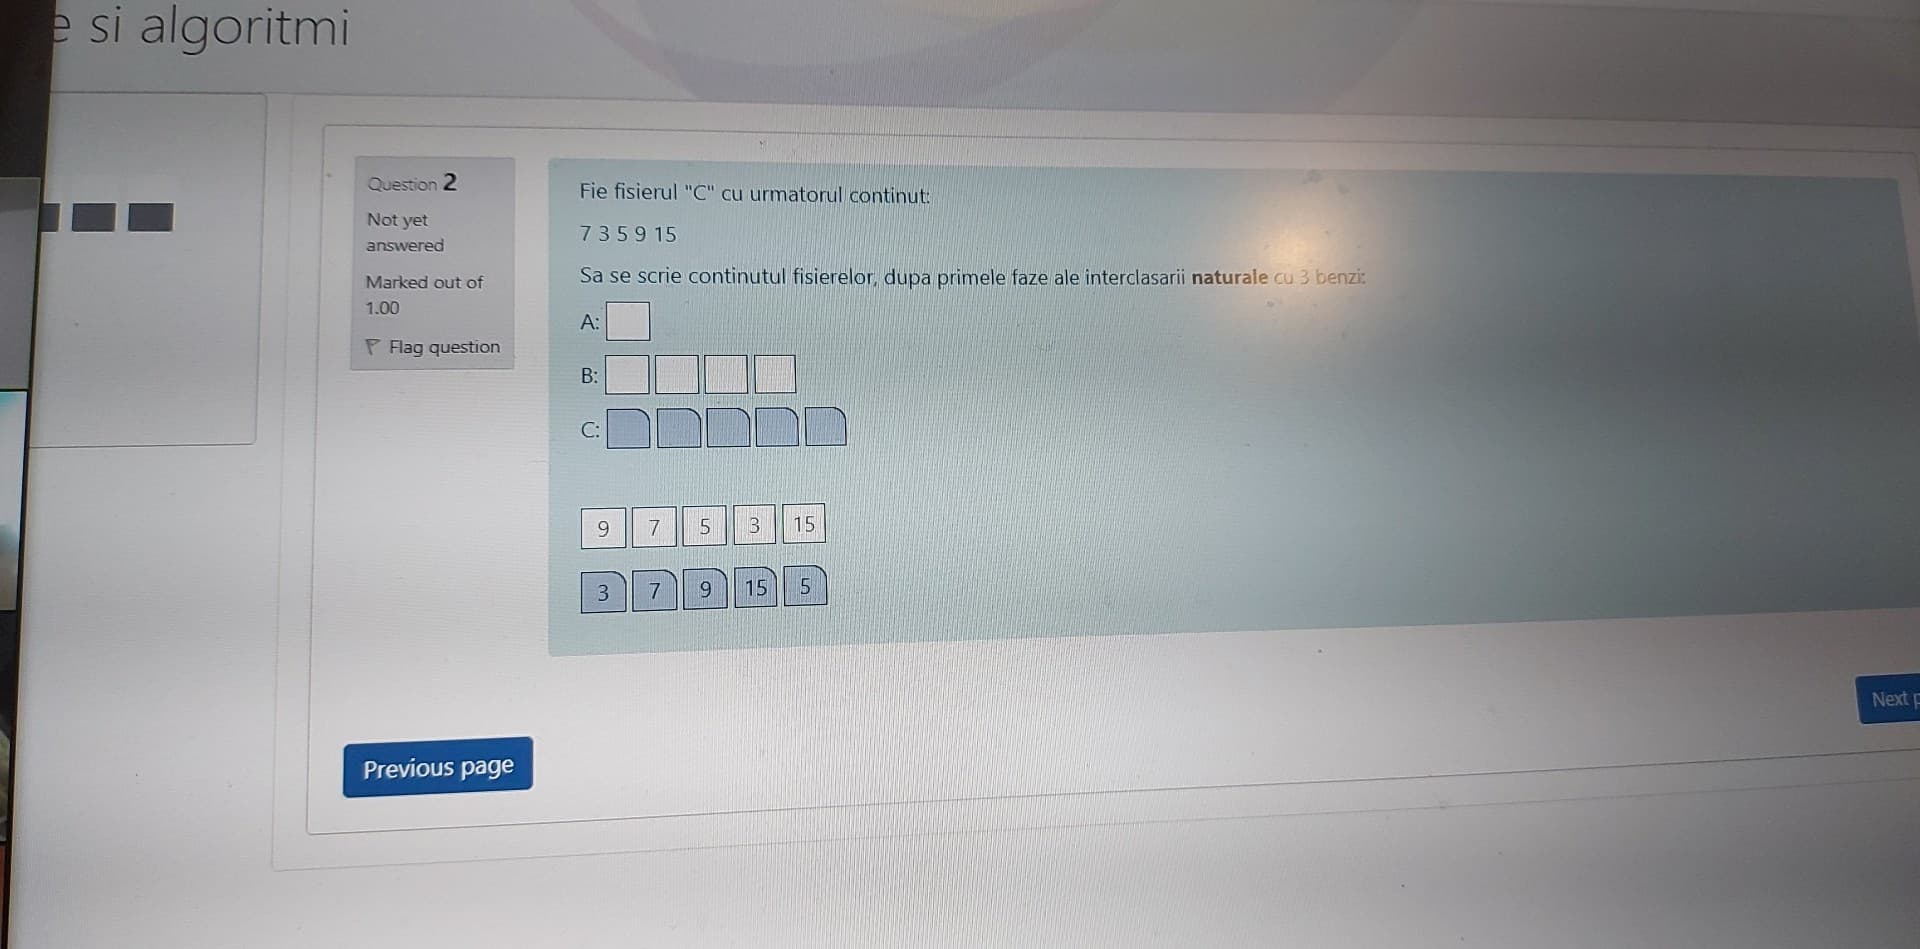 e si algoritmi
Question 2
Not yet
answered
Marked out of
1.00
Flag question
Fie fisierul "C" cu urmatorul continut:
7 3 5 9 15
Sa se scrie continutul fisierelor, dupa primele faze ale interclasarii naturale cu 3 benzi:
A:
B:
C:
9 7 5 3 15
3 7 9 15 5
Previous page
Next p